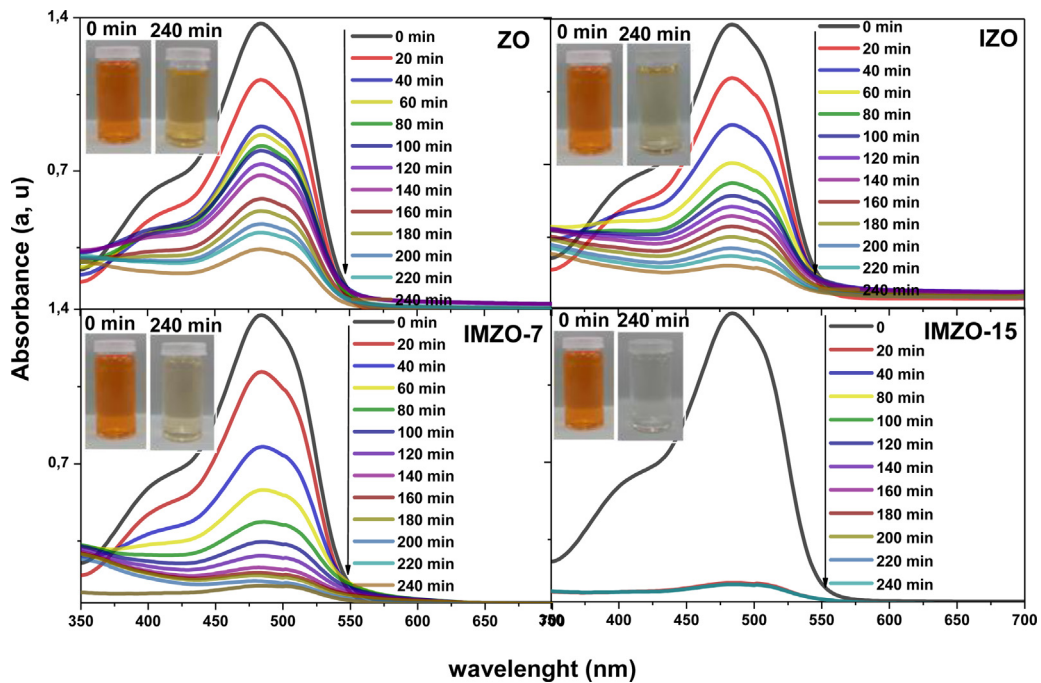 1,4
0 min 240 min
ZO
0 min
20 min
40 min
60 min
80 min
100 min
120 min
140 min
160 min
180 min
200 min
220 min
240 min
0,7
0 min 240 min
IZO
0 min
20 min
40 min
60 min
80 min
100 min
120 min
140 min
160 min
180 min
200 min
220 min
240 min
Absorbance (a, u)
1,4
0 min 240 min
IMZO-7
0 min
20 min
40 min
60 min
80 min
100 min
120 min
140 min
160 min
180 min
200 min
220 min
240 min
0,7
350 400 450 500 550 600 650 700
0 min 240 min
IMZO-15
0
20 min
40 min
80 min
100 min
120 min
140 min
160 min
180 min
200 min
220 min
240 min
350 400 450 500 550 600 650 700
wavelenght (nm)